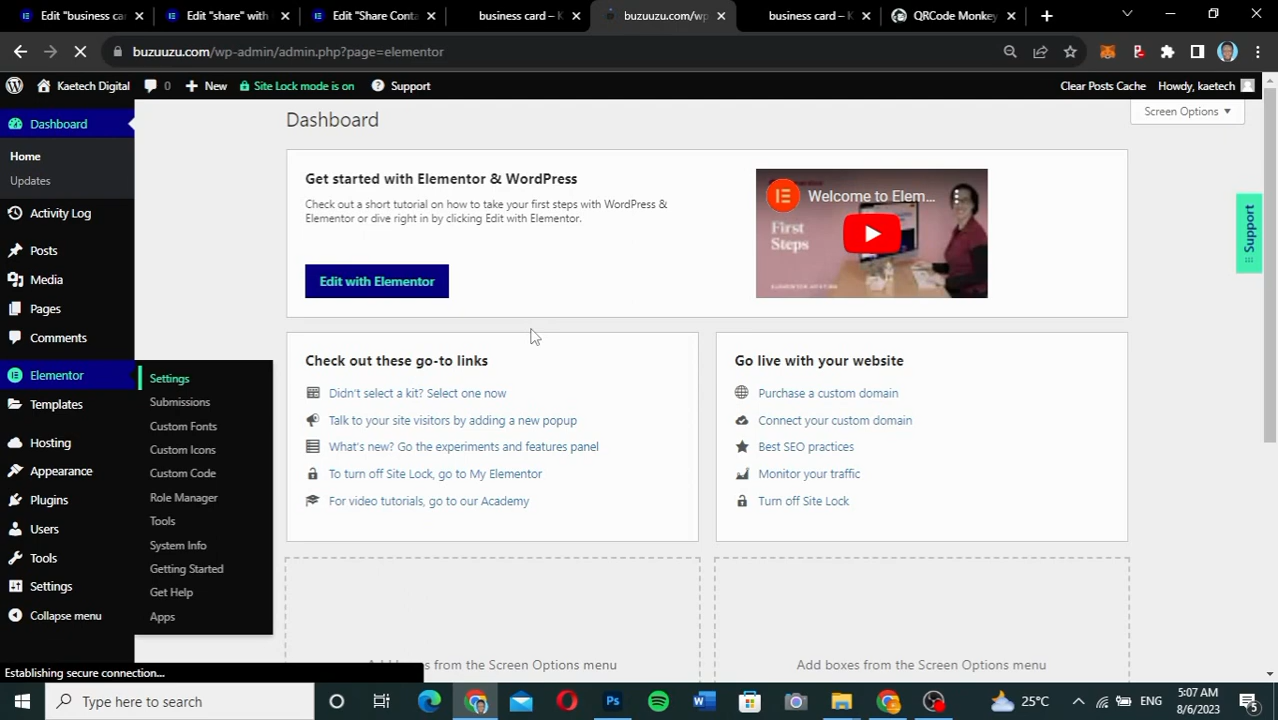 Edit "business car
Edit "share" with
Edit "Share Conta
business card – K
buzuuzu.com/wp
business card – K
QRCode Monkey
buzuuzu.com/wp-admin/admin.php?page=elementor
Kaetech Digital
0
New
Site Lock mode is on
Support
Clear Posts Cache
Howdy, kaetech
Dashboard
Home
Updates
Activity Log
Posts
Media
Pages
Comments
Elementor
Templates
Hosting
Appearance
Plugins
Users
Tools
Settings
Collapse menu
Settings
Submissions
Custom Fonts
Custom Icons
Custom Code
Role Manager
Tools
System Info
Getting Started
Get Help
Apps
Dashboard
Screen Options
Get started with Elementor & WordPress
Check out a short tutorial on how to take your first steps with WordPress &
Elementor or dive right in by clicking Edit with Elementor.
Edit with Elementor
Welcome to Elem...
First
Steps
Support
Check out these go-to links
Didn't select a kit? Select one now
Talk to your site visitors by adding a new popup
What's new? Go the experiments and features panel
To turn off Site Lock, go to My Elementor
For video tutorials, go to our Academy
Go live with your website
Purchase a custom domain
Connect your custom domain
Best SEO practices
Monitor your traffic
Turn off Site Lock
xes from the Screen Options menu
Add boxes from the Screen Options menu
Establishing secure connection...
Type here to search
25°C
ENG
5:07 AM
8/6/2023
5